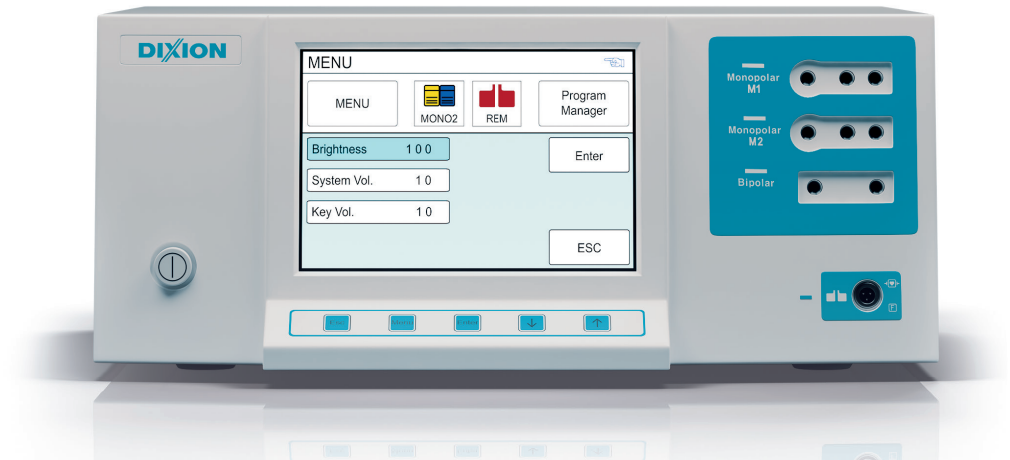 DIXION
MENU
MENU
MONO2
REM
Program
Manager
Brightness 100
Enter
System Vol. 10
Key Vol. 10
ESC
Monopolar
M1
Monopolar
M2
Bipolar
F